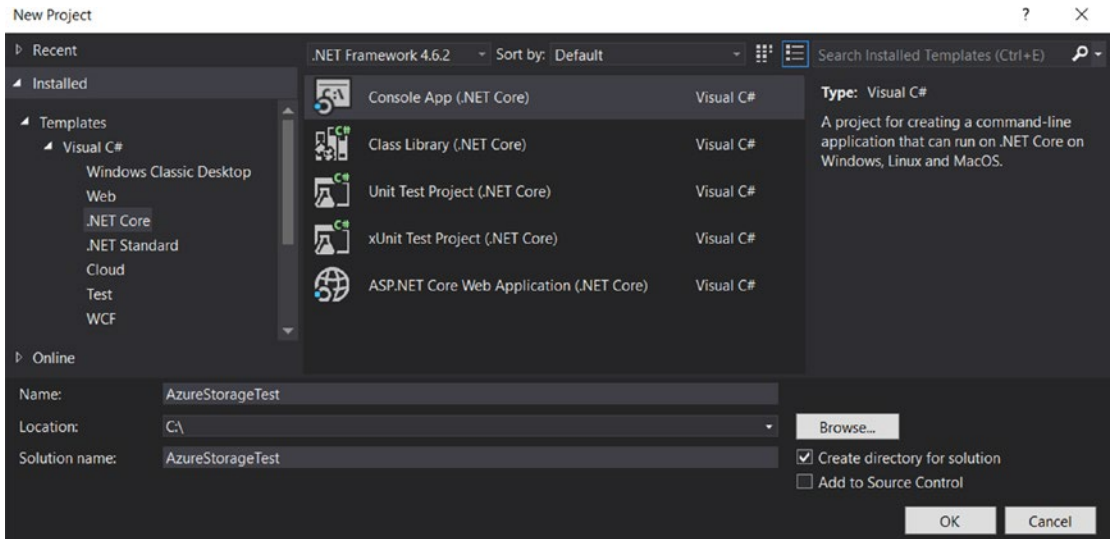 New Project ? ×
Recent
.NET Framework 4.6.2 Sort by: Default Search Installed Templates (Ctrl+E)
Installed
Templates
Visual C#
Windows Classic Desktop
Web
.NET Core
.NET Standard
Cloud
Test
WCF
Online
Console App (.NET Core) Visual C#
Class Library (.NET Core) Visual C#
Unit Test Project (.NET Core) Visual C#
xUnit Test Project (.NET Core) Visual C#
ASP.NET Core Web Application (.NET Core) Visual C#
Type: Visual C#
A project for creating a command-line
application that can run on .NET Core on
Windows, Linux and MacOS.
Name: AzureStorageTest
Location: C:\
Browse...
Solution name: AzureStorageTest
Create directory for solution
Add to Source Control
OK Cancel